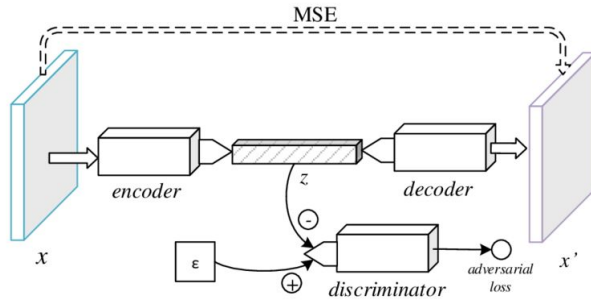 MSE
encoder
z
decoder
x
ε
-
+
discriminator
adversarial
loss
x'